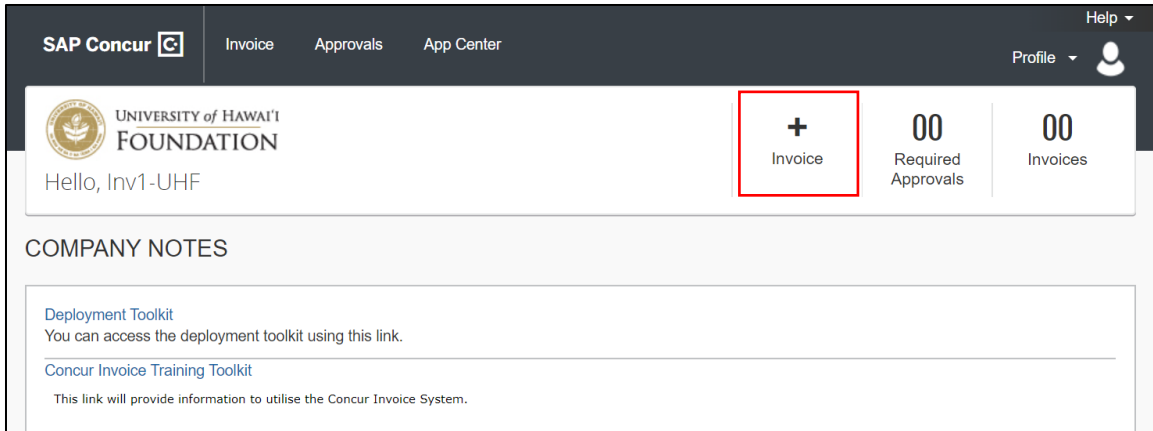 Help
SAP Concur C.
Invoice
Approvals
App Center
Profile
UNIVERSITY of HAWAI‘I
FOUNDATION
Hello, Inv1-UHF
+
Invoice
00
Required
Approvals
00
Invoices
COMPANY NOTES
Deployment Toolkit
You can access the deployment toolkit using this link.
Concur Invoice Training Toolkit
This link will provide information to utilise the Concur Invoice System.